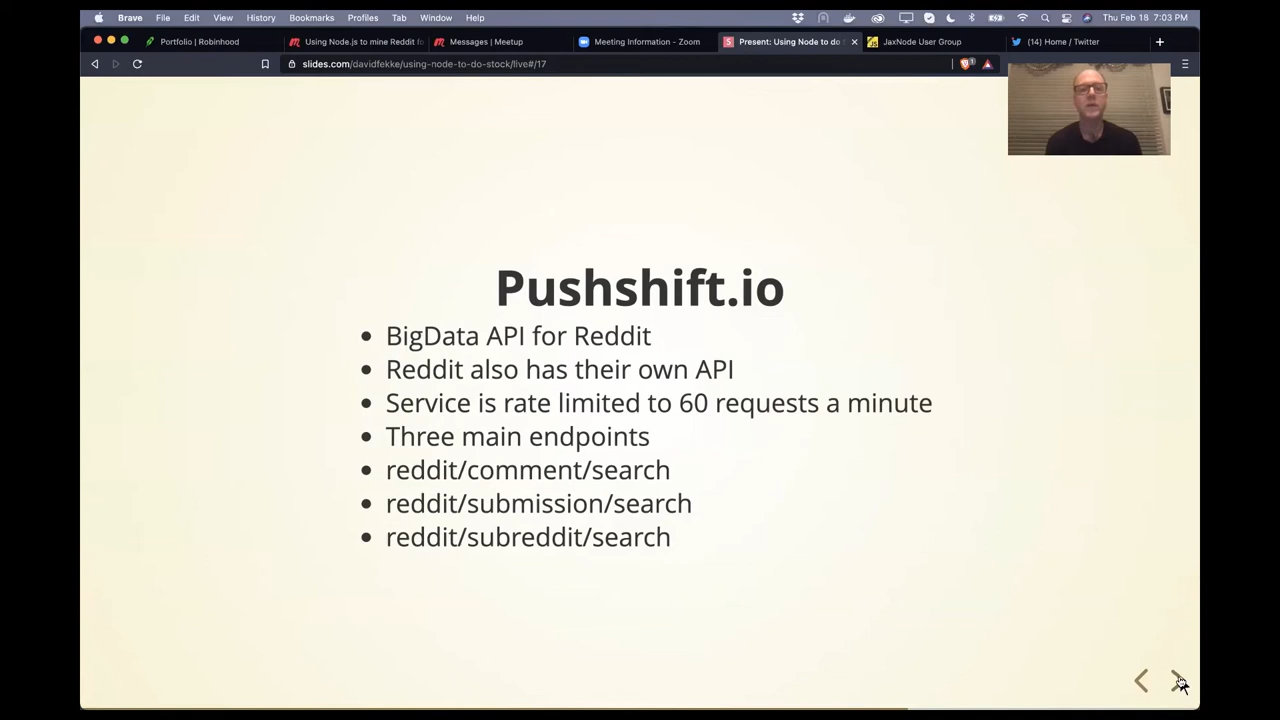 Brave File Edit View History Bookmarks Profiles Tab Window Help Thu Feb 18 7:03 PM
Portfolio | Robinhood Using Node.js to mine Reddit fo Messages | Meetup Meeting Information - Zoom Present: Using Node to do S JaxNode User Group (14) Home / Twitter
slides.com/davidfekke/using-node-to-do-stock/live#/17
Pushshift.io
• BigData API for Reddit
• Reddit also has their own API
• Service is rate limited to 60 requests a minute
• Three main endpoints
• reddit/comment/search
• reddit/submission/search
• reddit/subreddit/search